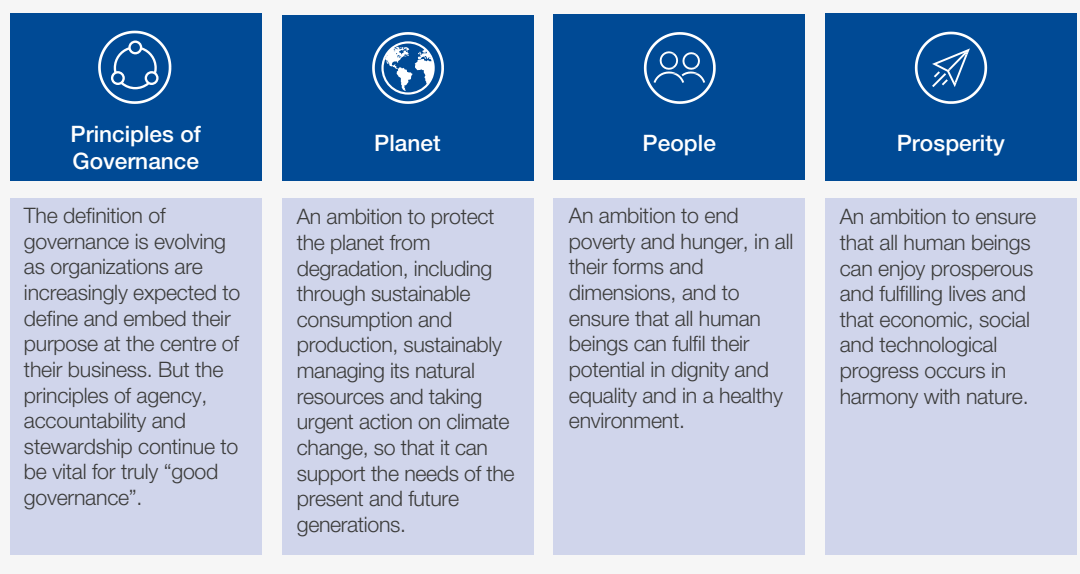 Principles of
Governance
The definition of
governance is evolving
as organizations are
increasingly expected to
define and embed their
purpose at the centre of
their business. But the
principles of agency,
accountability and
stewardship continue to
be vital for truly “good
governance”.
Planet
An ambition to protect
the planet from
degradation, including
through sustainable
consumption and
production, sustainably
managing its natural
resources and taking
urgent action on climate
change, so that it can
support the needs of the
present and future
generations.
People
An ambition to end
poverty and hunger, in all
their forms and
dimensions, and to
ensure that all human
beings can fulfil their
potential in dignity and
equality and in a healthy
environment.
Prosperity
An ambition to ensure
that all human beings
can enjoy prosperous
and fulfilling lives and
that economic, social
and technological
progress occurs in
harmony with nature.